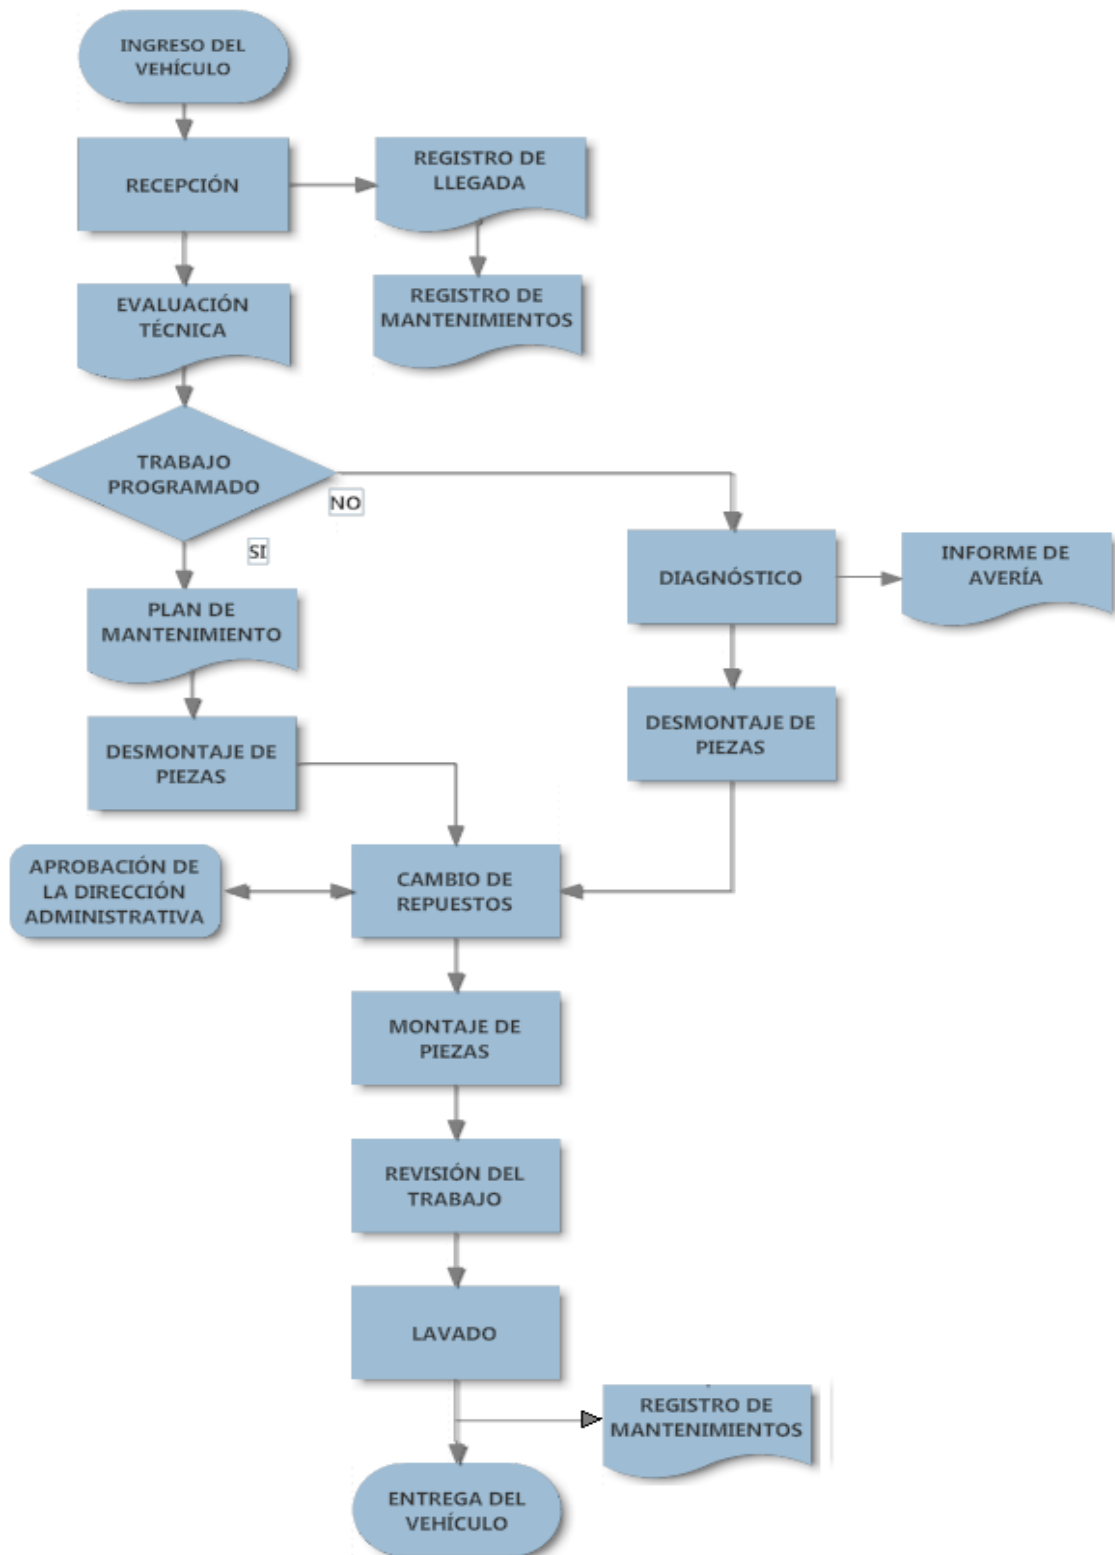 INGRESO DEL
VEHÍCULO
RECEPCIÓN
REGISTRO DE
LLEGADA
EVALUACIÓN
TÉCNICA
REGISTRO DE
MANTENIMIENTOS
TRABAJO
PROGRAMADO
NO
SI
DIAGNÓSTICO
INFORME DE
AVERÍA
PLAN DE
MANTENIMIENTO
DESMONTAJE DE
PIEZAS
DESMONTAJE DE
PIEZAS
APROBACIÓN DE
LA DIRECCIÓN
ADMINISTRATIVA
CAMBIO DE
REPUESTOS
MONTAJE DE
PIEZAS
REVISIÓN DEL
TRABAJO
LAVADO
REGISTRO DE
MANTENIMIENTOS
ENTREGA DEL
VEHÍCULO